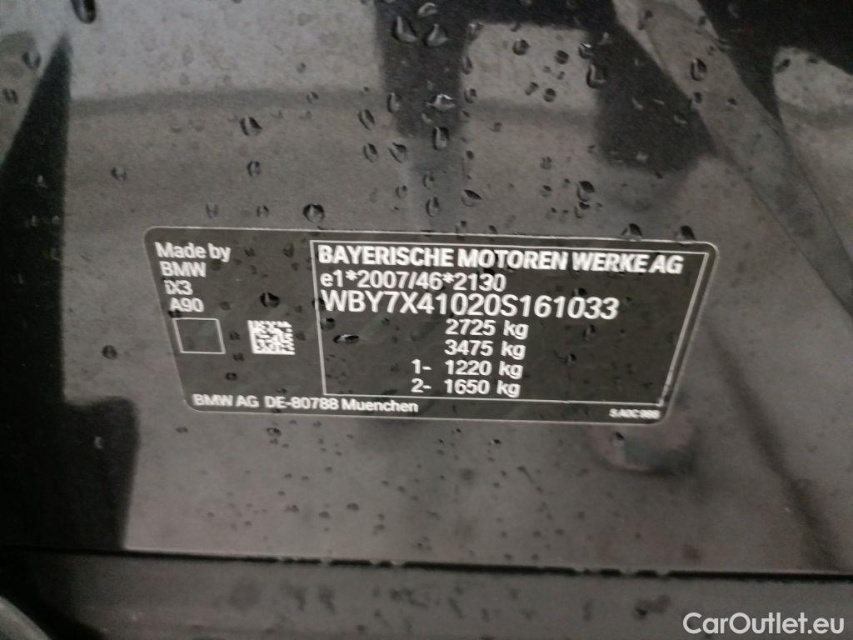 Made by
BMW
iX3
A90
BAYERISCHE MOTOREN WERKE AG
e1*2007/46*2130
WBY7X41020S161033
2725 kg
3475 kg
1- 1220 kg
2- 1650 kg
BMW AG DE-80788 Muenchen
CarOutlet.eu